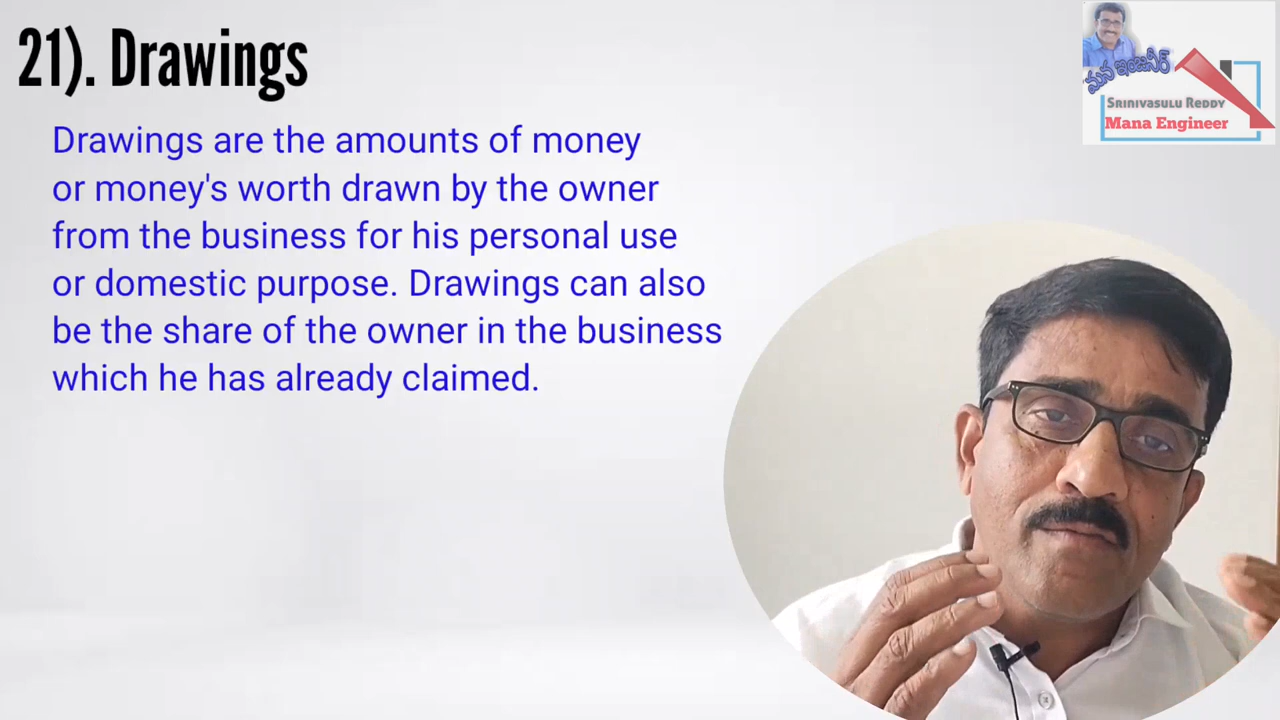 21). Drawings
Drawings are the amounts of money
or money's worth drawn by the owner
from the business for his personal use
or domestic purpose. Drawings can also
be the share of the owner in the business
which he has already claimed.
మన ఇంజనీర్
Srinivasulu Reddy
Mana Engineer